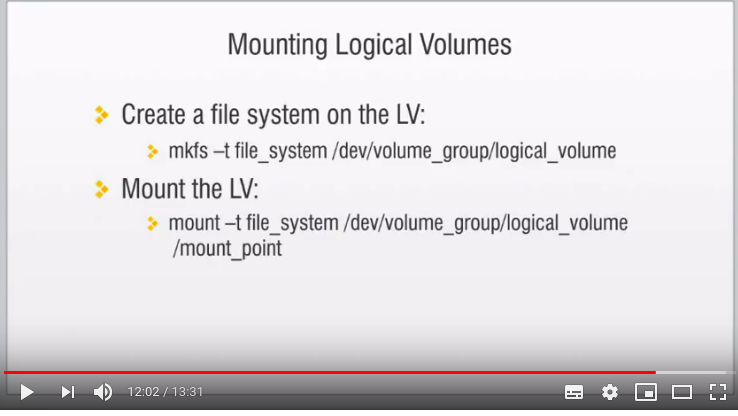 Mounting Logical Volumes
Create a file system on the LV:
mkfs –t file_system /dev/volume_group/logical_volume
Mount the LV:
mount –t file_system /dev/volume_group/logical_volume
/mount_point
12:02 / 13:31